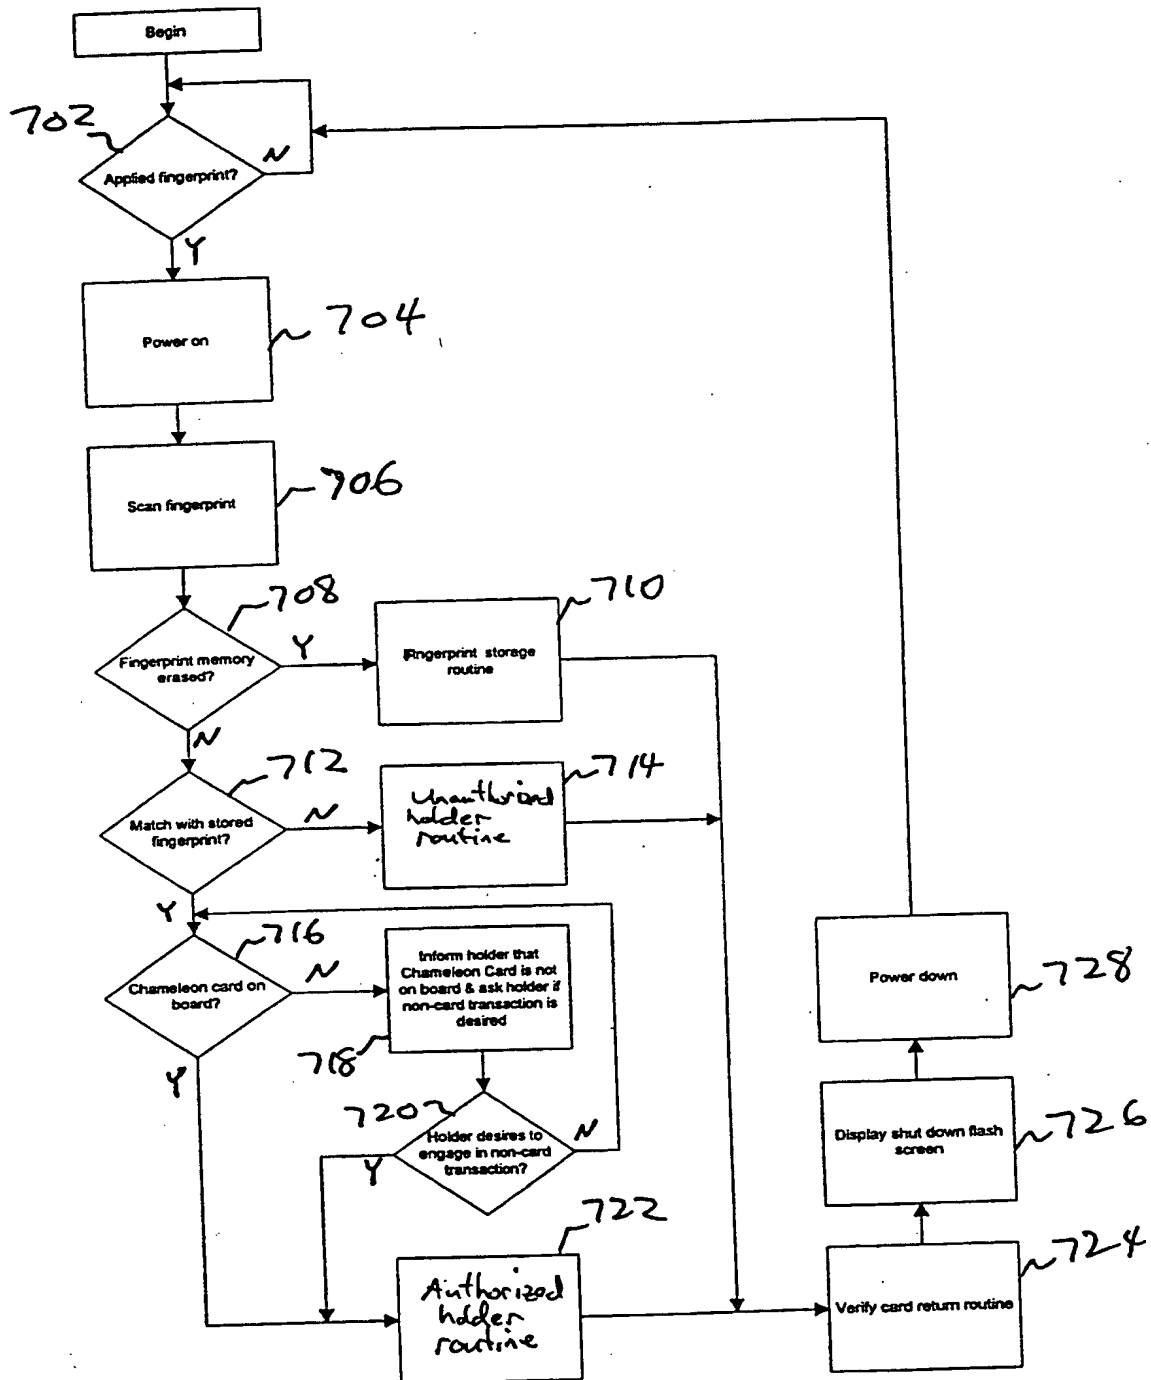 Begin
702
Applied fingerprint?
N
Y
Power on
704
Scan fingerprint
706
708
Fingerprint memory
erased?
Y
N
710
Fingerprint storage
routine
712
Match with stored
fingerprint?
N
Y
714
Unauthorized
holder
routine
716
Chameleon card on
board?
N
Y
Inform holder that
Chameleon Card is not
on board & ask holder if
non-card transaction is
desired
718
720
Holder desires to
engage in non-card
transaction?
N
Y
722
Authorized
holder
routine
Power down
728
Display shut down flash
screen
726
Verify card return routine
724